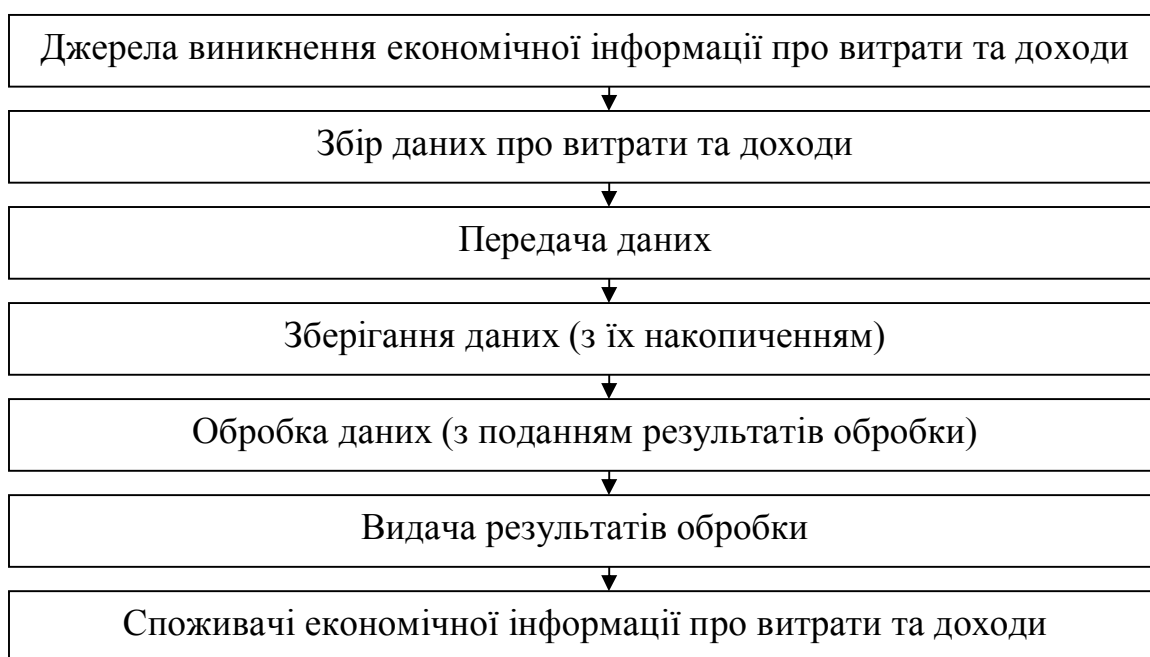 Джерела виникнення економічної інформації про витрати та доходи
Збір даних про витрати та доходи
Передача даних
Зберігання даних (з їх накопиченням)
Обробка даних (з поданням результатів обробки)
Видача результатів обробки
Споживачі економічної інформації про витрати та доходи